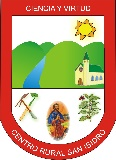 CIENCIA Y VIRTUD
CENTRO RURAL SAN ISIDRO